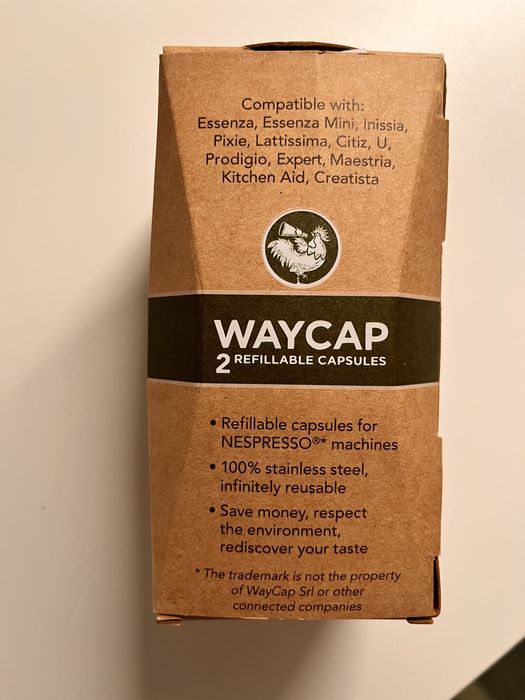 Compatible with:
Essenza, Essenza Mini, Inissia,
Pixie, Lattissima, Citiz, U,
Prodigio, Expert, Maestria,
Kitchen Aid, Creatista
WAYCAP
2 REFILLABLE CAPSULES
• Refillable capsules for
NESPRESSO®* machines
• 100% stainless steel,
infinitely reusable
• Save money, respect
the environment,
rediscover your taste
* The trademark is not the property
of WayCap Srl or other
connected companies